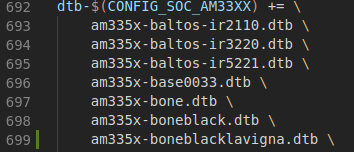 692 dtb-$(CONFIG_SOC_AM33XX) += \
693 am335x-baltos-ir2110.dtb \
694 am335x-baltos-ir3220.dtb \
695 am335x-baltos-ir5221.dtb \
696 am335x-base0033.dtb \
697 am335x-bone.dtb \
698 am335x-boneblack.dtb \
699 am335x-boneblacklavigna.dtb \